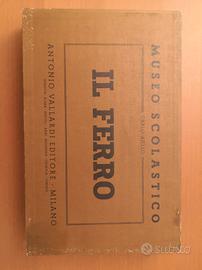 MUSEO SCOLASTICO
IL FERRO
ANTONIO VALLARDI EDITORE - MILANO
SUBITO